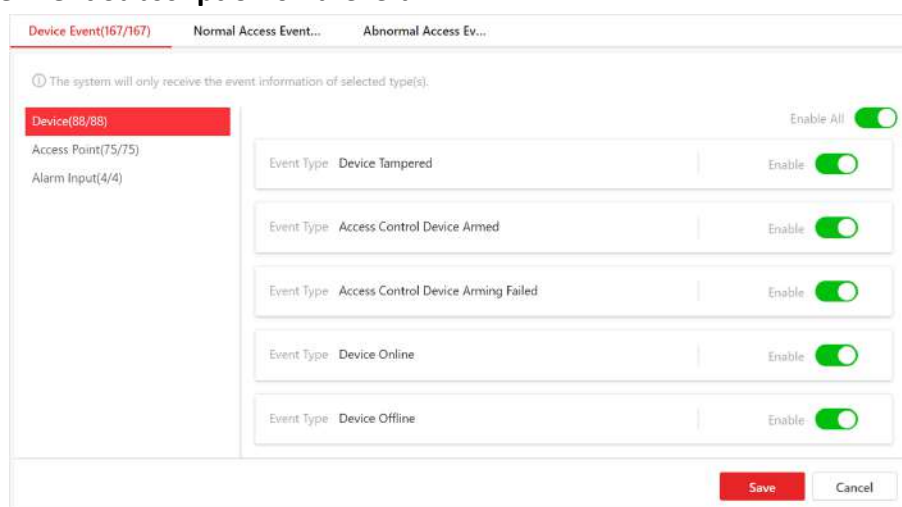 Device Event(167/167) Normal Access Event... Abnormal Access Ev...
The system will only receive the event information of selected type(s).
Device(88/88)
Access Point(75/75)
Alarm Input(4/4)
Enable All
Event Type Device Tampered Enable
Event Type Access Control Device Armed Enable
Event Type Access Control Device Arming Failed Enable
Event Type Device Online Enable
Event Type Device Offline Enable
Save Cancel